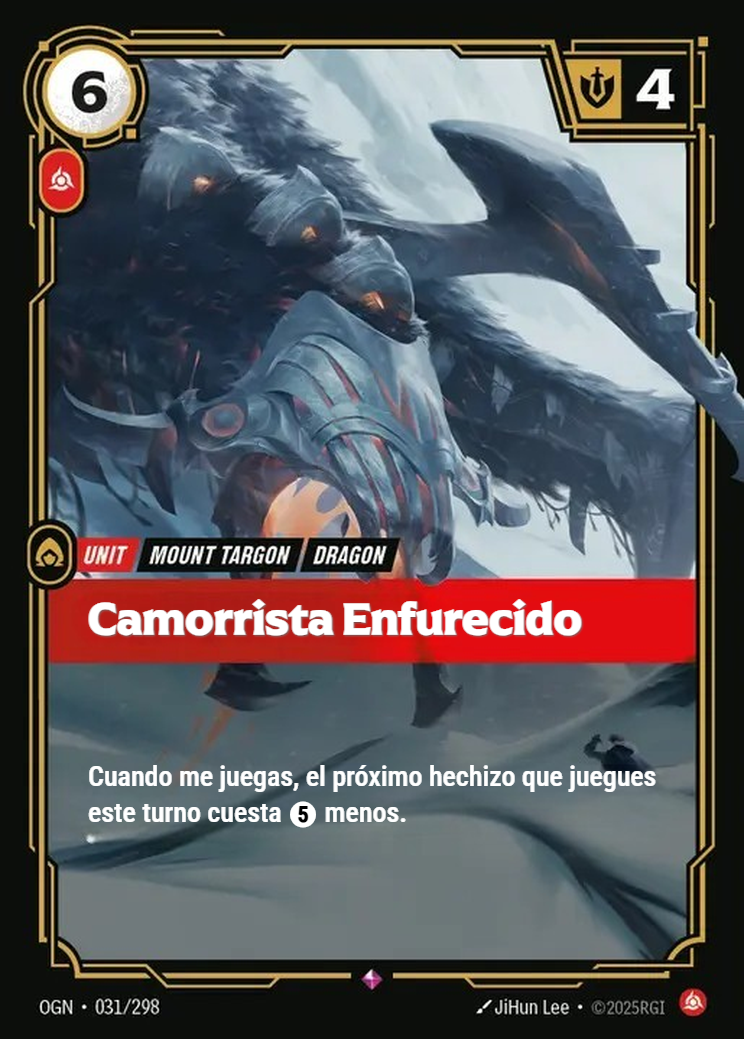 6
4
UNIT MOUNT TARGON DRAGON
Camorrista Enfurecido
Cuando me juegas, el próximo hechizo que juegues
este turno cuesta 5 menos.
OGN • 031/298
JiHun Lee • ©2025RGI